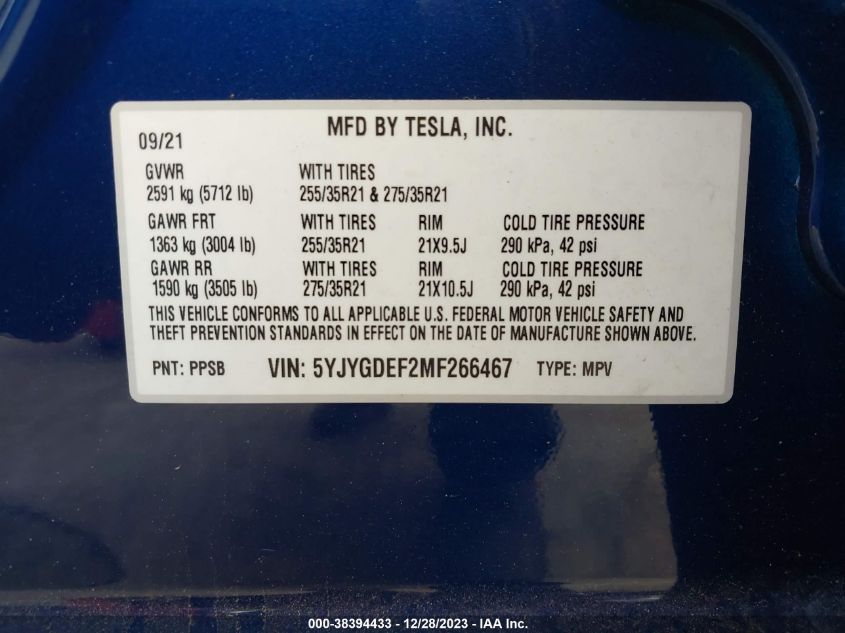 MFD BY TESLA, INC.
09/21
GVWR WITH TIRES
2591 kg (5712 lb) 255/35R21 & 275/35R21
GAWR FRT WITH TIRES RIM COLD TIRE PRESSURE
1363 kg (3004 lb) 255/35R21 21X9.5J 290 kPa, 42 psi
GAWR RR WITH TIRES RIM COLD TIRE PRESSURE
1590 kg (3505 lb) 275/35R21 21X10.5J 290 kPa, 42 psi
THIS VEHICLE CONFORMS TO ALL APPLICABLE U.S. FEDERAL MOTOR VEHICLE SAFETY AND
THEFT PREVENTION STANDARDS IN EFFECT ON THE DATE OF MANUFACTURE SHOWN ABOVE.
PNT: PPSB VIN: 5YJYGDEF2MF266467 TYPE: MPV
000-38394433 - 12/28/2023 - IAA Inc.